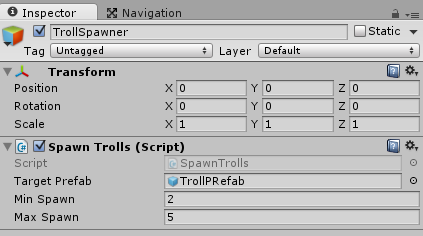 Inspector Navigation
TrollSpawner Static
Tag Untagged Layer Default
Transform
Position X 0 Y 0 Z 0
Rotation X 0 Y 0 Z 0
Scale X 1 Y 1 Z 1
Spawn Trolls (Script)
Script SpawnTrolls
Target Prefab TrollPRefab
Min Spawn 2
Max Spawn 5